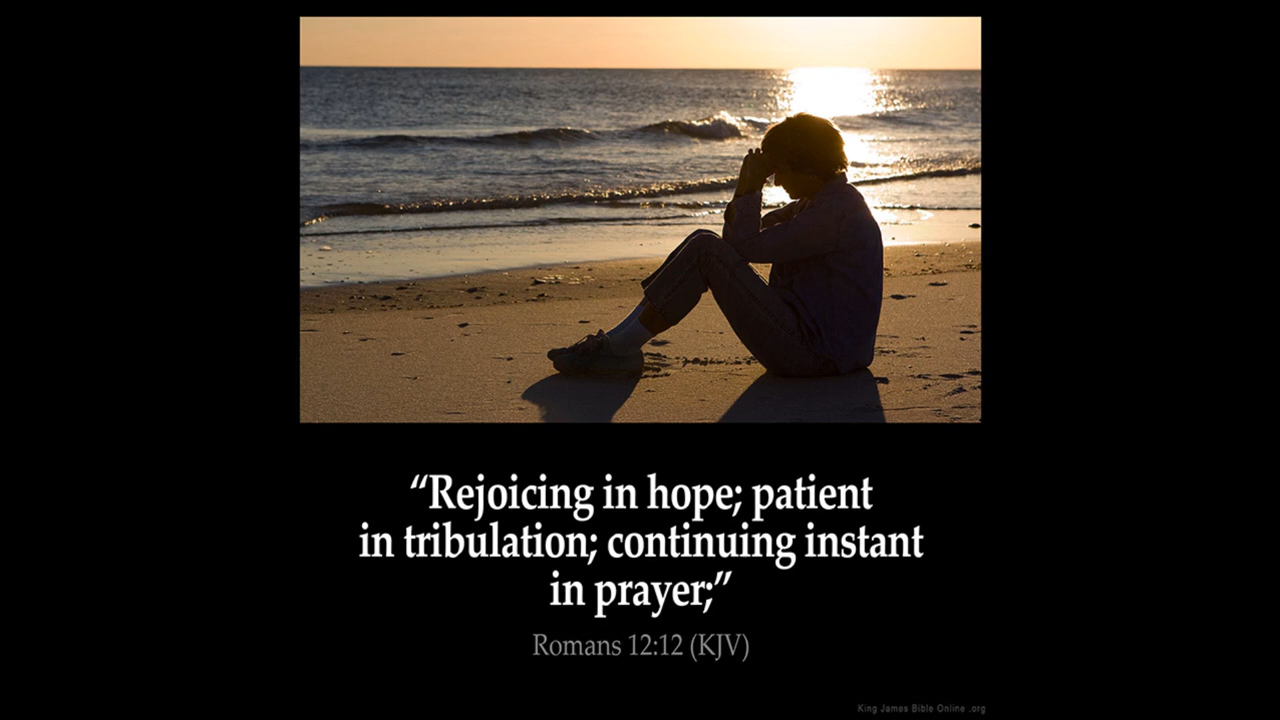 “Rejoicing in hope; patient
in tribulation; continuing instant
in prayer;”
Romans 12:12 (KJV)
King James Bible Online .org